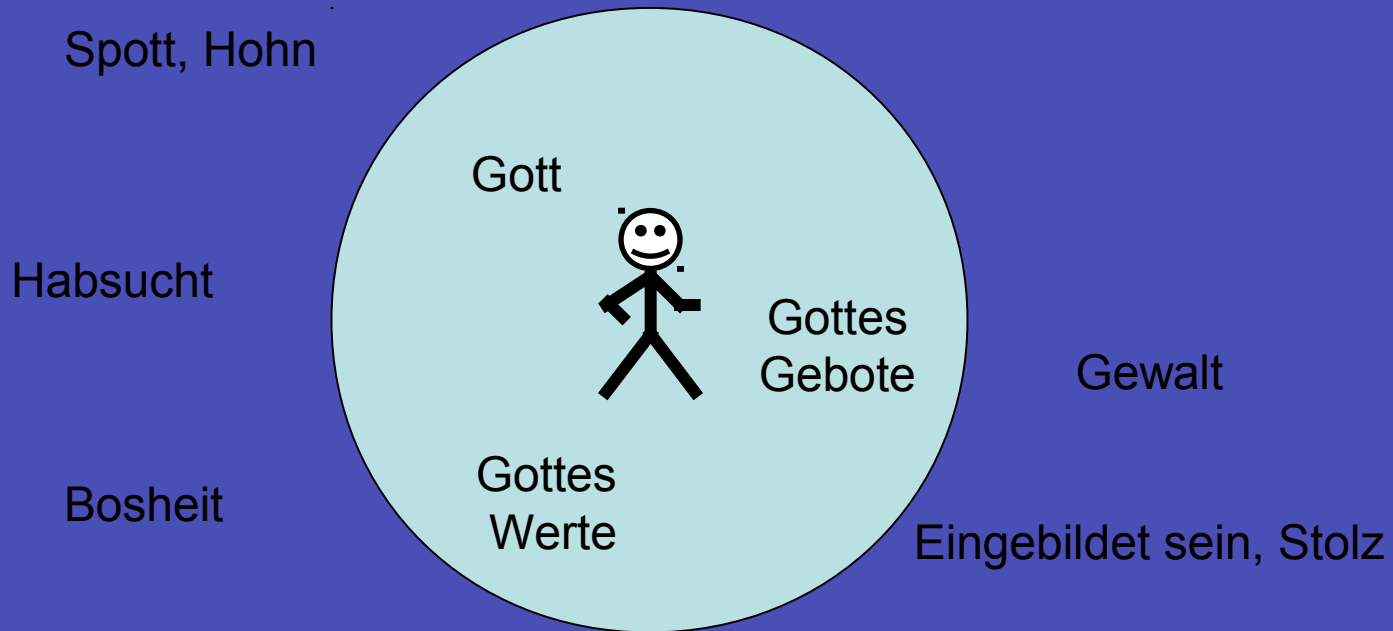 Spott, Hohn
Gott
Habsucht
Gottes
Gebote
Gewalt
Gottes
Werte
Bosheit
Eingebildet sein, Stolz